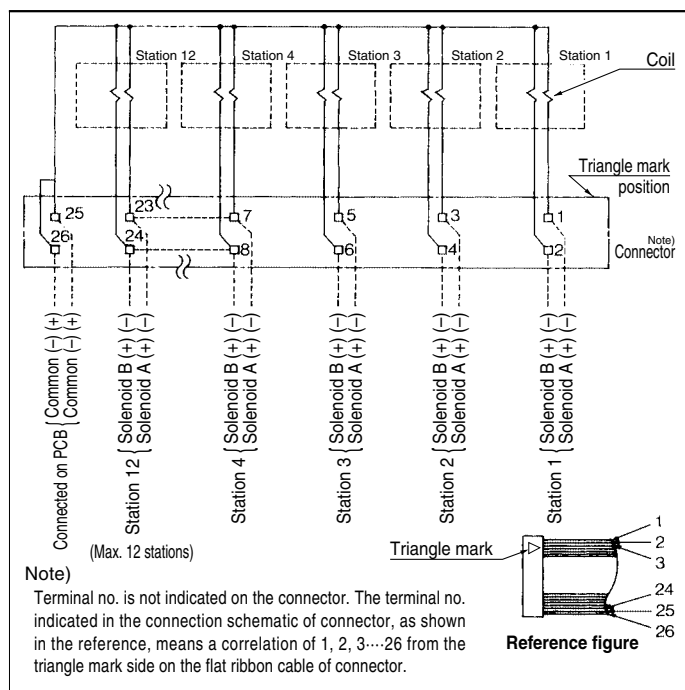 Station 12
Station 4
Station 3
Station 2
Station 1
Coil
Triangle mark
position
25
23
7
5
3
1
26
24
8
6
4
2
Note)
Connector
Connected on PCB { Common (–) (+)
Common (–) (+)
Station 12 { Solenoid B (+) (–)
Solenoid A (+) (–)
Station 4 { Solenoid B (+) (–)
Solenoid A (+) (–)
Station 3 { Solenoid B (+) (–)
Solenoid A (+) (–)
Station 2 { Solenoid B (+) (–)
Solenoid A (+) (–)
Station 1 { Solenoid B (+) (–)
Solenoid A (+) (–)
(Max. 12 stations)
Triangle mark
1
2
3
24
25
26
Reference figure
Note)
Terminal no. is not indicated on the connector. The terminal no.
indicated in the connection schematic of connector, as shown
in the reference, means a correlation of 1, 2, 3····26 from the
triangle mark side on the flat ribbon cable of connector.